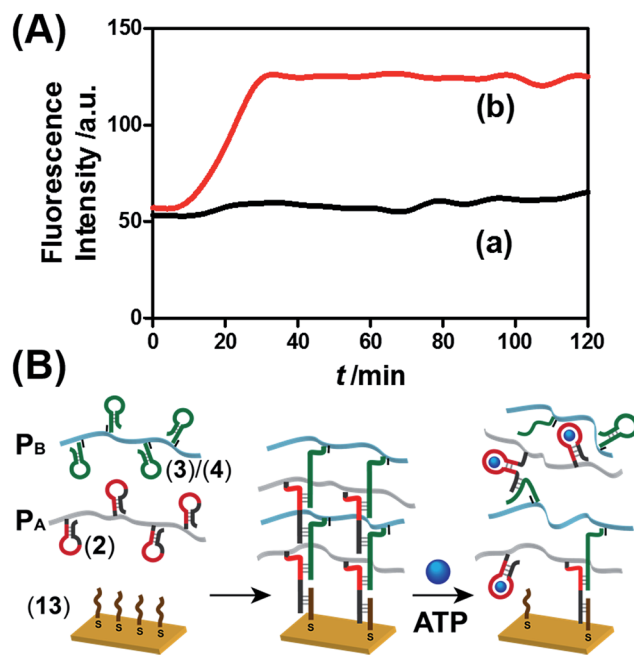 (A)
Fluorescence
Intensity /a.u.
150
100
50
0
(b)
(a)
0 20 40 60 80 100 120
t /min
(B)
PB
(3)/(4)
PA
(2)
(13)
ATP
S S S S
S S
S S